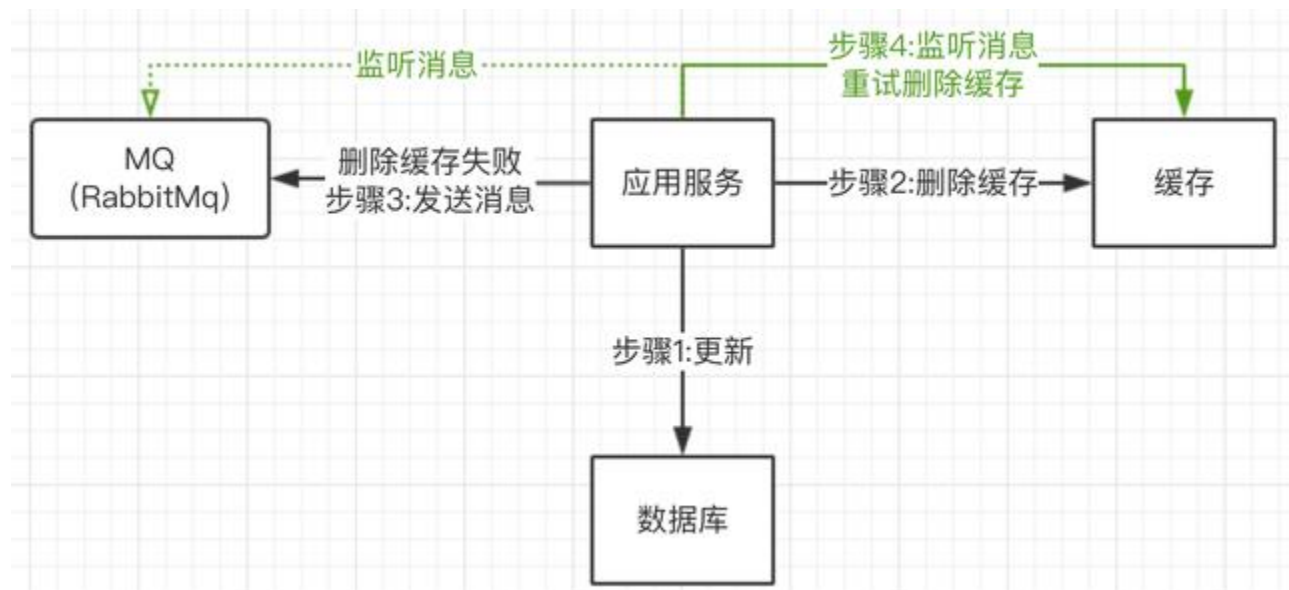 监听消息
步骤4:监听消息
重试删除缓存
MQ
(RabbitMq)
删除缓存失败
步骤3:发送消息
应用服务
步骤2:删除缓存
缓存
步骤1:更新
数据库